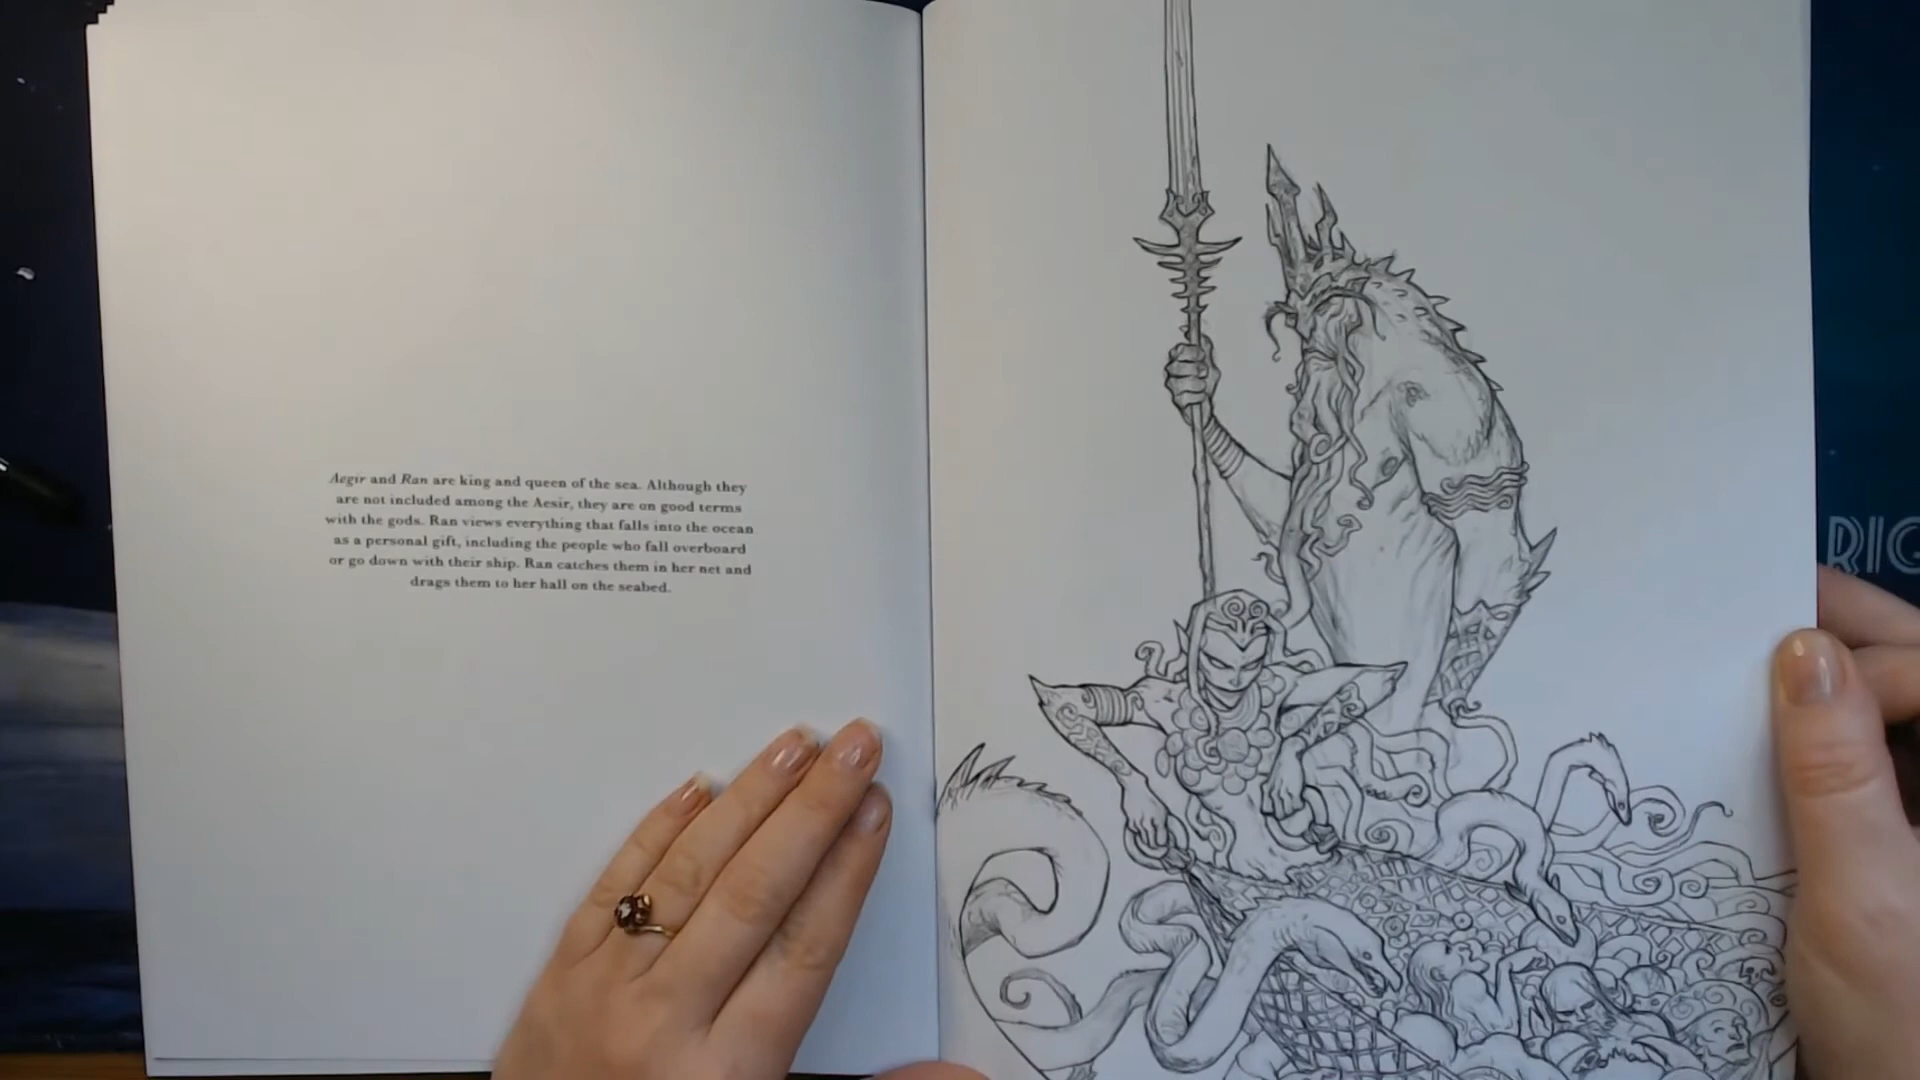 Aegir and Ran are king and queen of the sea. Although they
are not included among the Aesir, they are on good terms
with the gods. Ran views everything that falls into the ocean
as a personal gift, including the people who fall overboard
or go down with their ship. Ran catches them in her net and
drags them to her hall on the seabed.
RIG